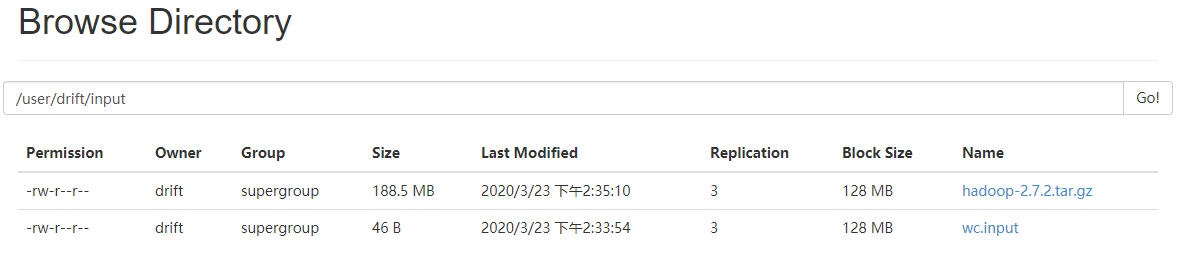 Browse Directory
/user/drift/input Go!
Permission Owner Group Size Last Modified Replication Block Size Name
-rw-r--r-- drift supergroup 188.5 MB 2020/3/23 下午2:35:10 3 128 MB hadoop-2.7.2.tar.gz
-rw-r--r-- drift supergroup 46 B 2020/3/23 下午2:33:54 3 128 MB wc.input